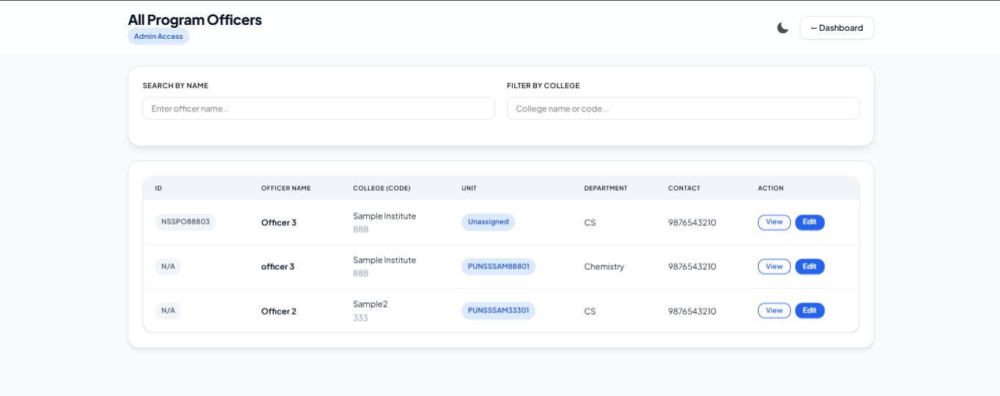 All Program Officers
Admin Access
← Dashboard
SEARCH BY NAME
Enter officer name...
FILTER BY COLLEGE
College name or code...
ID OFFICER NAME COLLEGE (CODE) UNIT DEPARTMENT CONTACT ACTION
NSSPO88803 Officer 3 Sample Institute Unassigned CS 9876543210 View Edit
888
N/A officer 3 Sample Institute PUNSSSAM88801 Chemistry 9876543210 View Edit
888
N/A Officer 2 Sample2 PUNSSSAM33301 CS 9876543210 View Edit
333